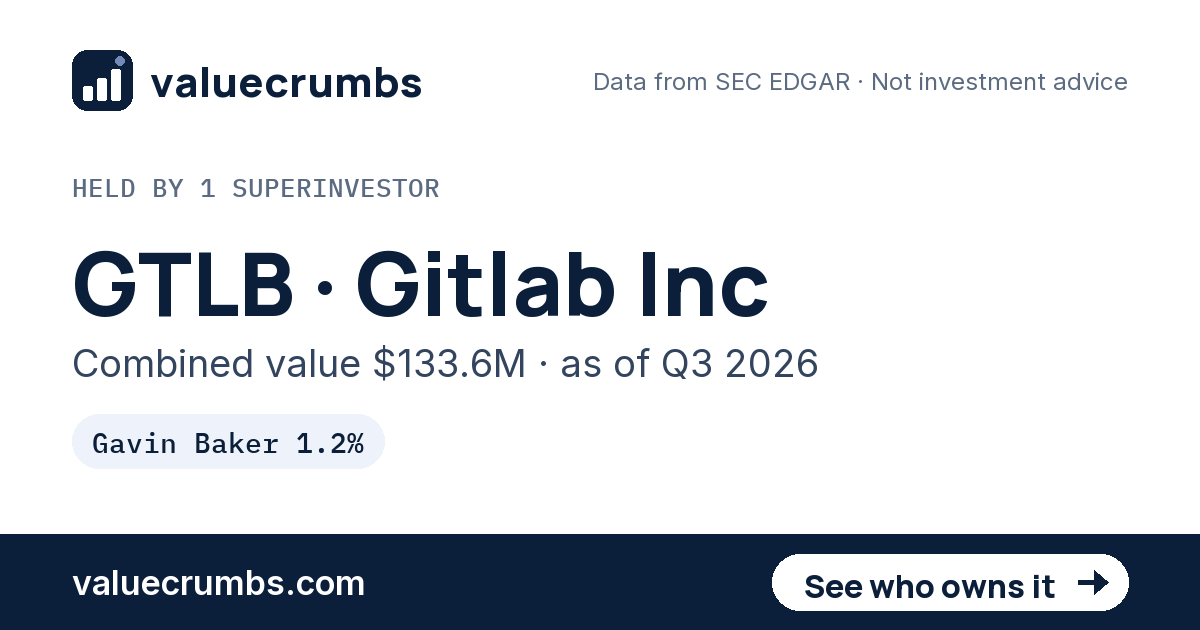 valuecrumbs
Data from SEC EDGAR · Not investment advice
HELD BY 1 SUPERINVESTOR
GTLB · Gitlab Inc
Combined value $133.6M · as of Q3 2026
Gavin Baker 1.2%
valuecrumbs.com
See who owns it →